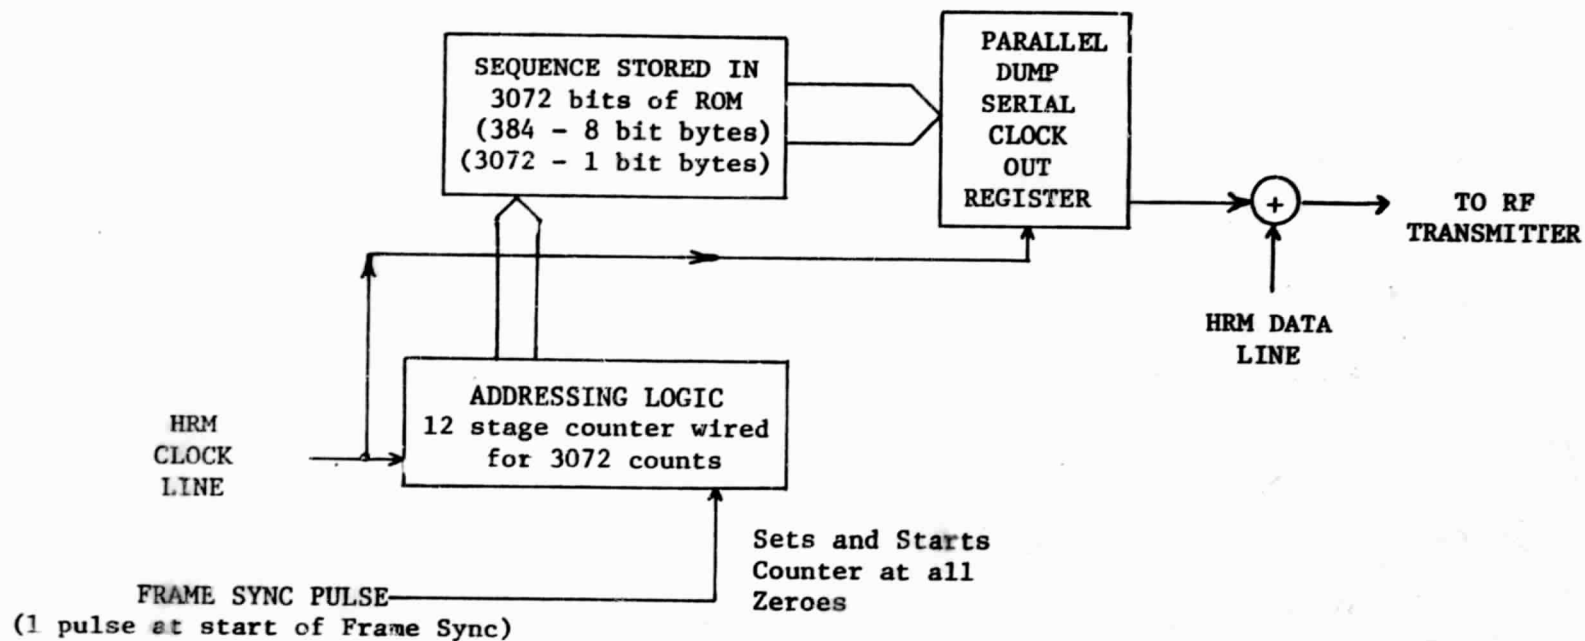 SEQUENCE STORED IN
3072 bits of ROM
(384 - 8 bit bytes)
(3072 - 1 bit bytes)
PARALLEL
DUMP
SERIAL
CLOCK
OUT
REGISTER
+
TO RF
TRANSMITTER
HRM DATA
LINE
ADDRESSING LOGIC
12 stage counter wired
for 3072 counts
HRM
CLOCK
LINE
Sets and Starts
Counter at all
Zeroes
FRAME SYNC PULSE
(1 pulse at start of Frame Sync)